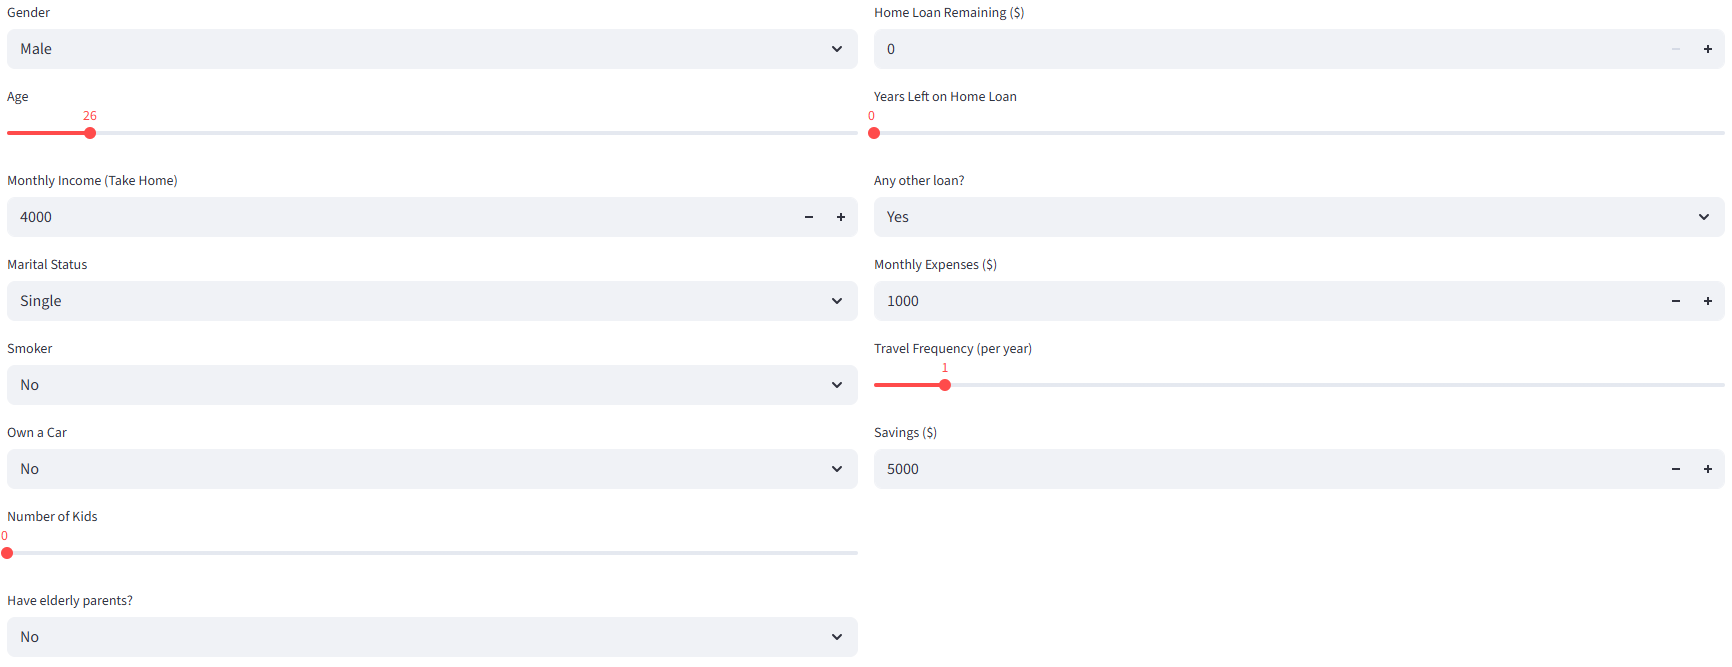 Gender
Male
Age
26
Monthly Income (Take Home)
4000
Marital Status
Single
Smoker
No
Own a Car
No
Number of Kids
0
Have elderly parents?
No
Home Loan Remaining ($)
0
Years Left on Home Loan
0
Any other loan?
Yes
Monthly Expenses ($)
1000
Travel Frequency (per year)
1
Savings ($)
5000